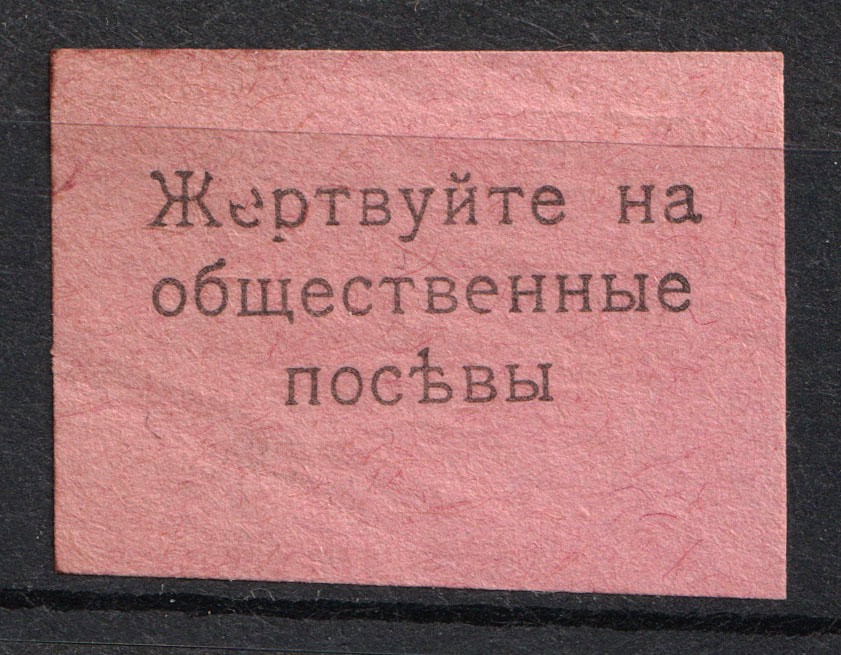 Жертвуйте на
общественные
посѣвы